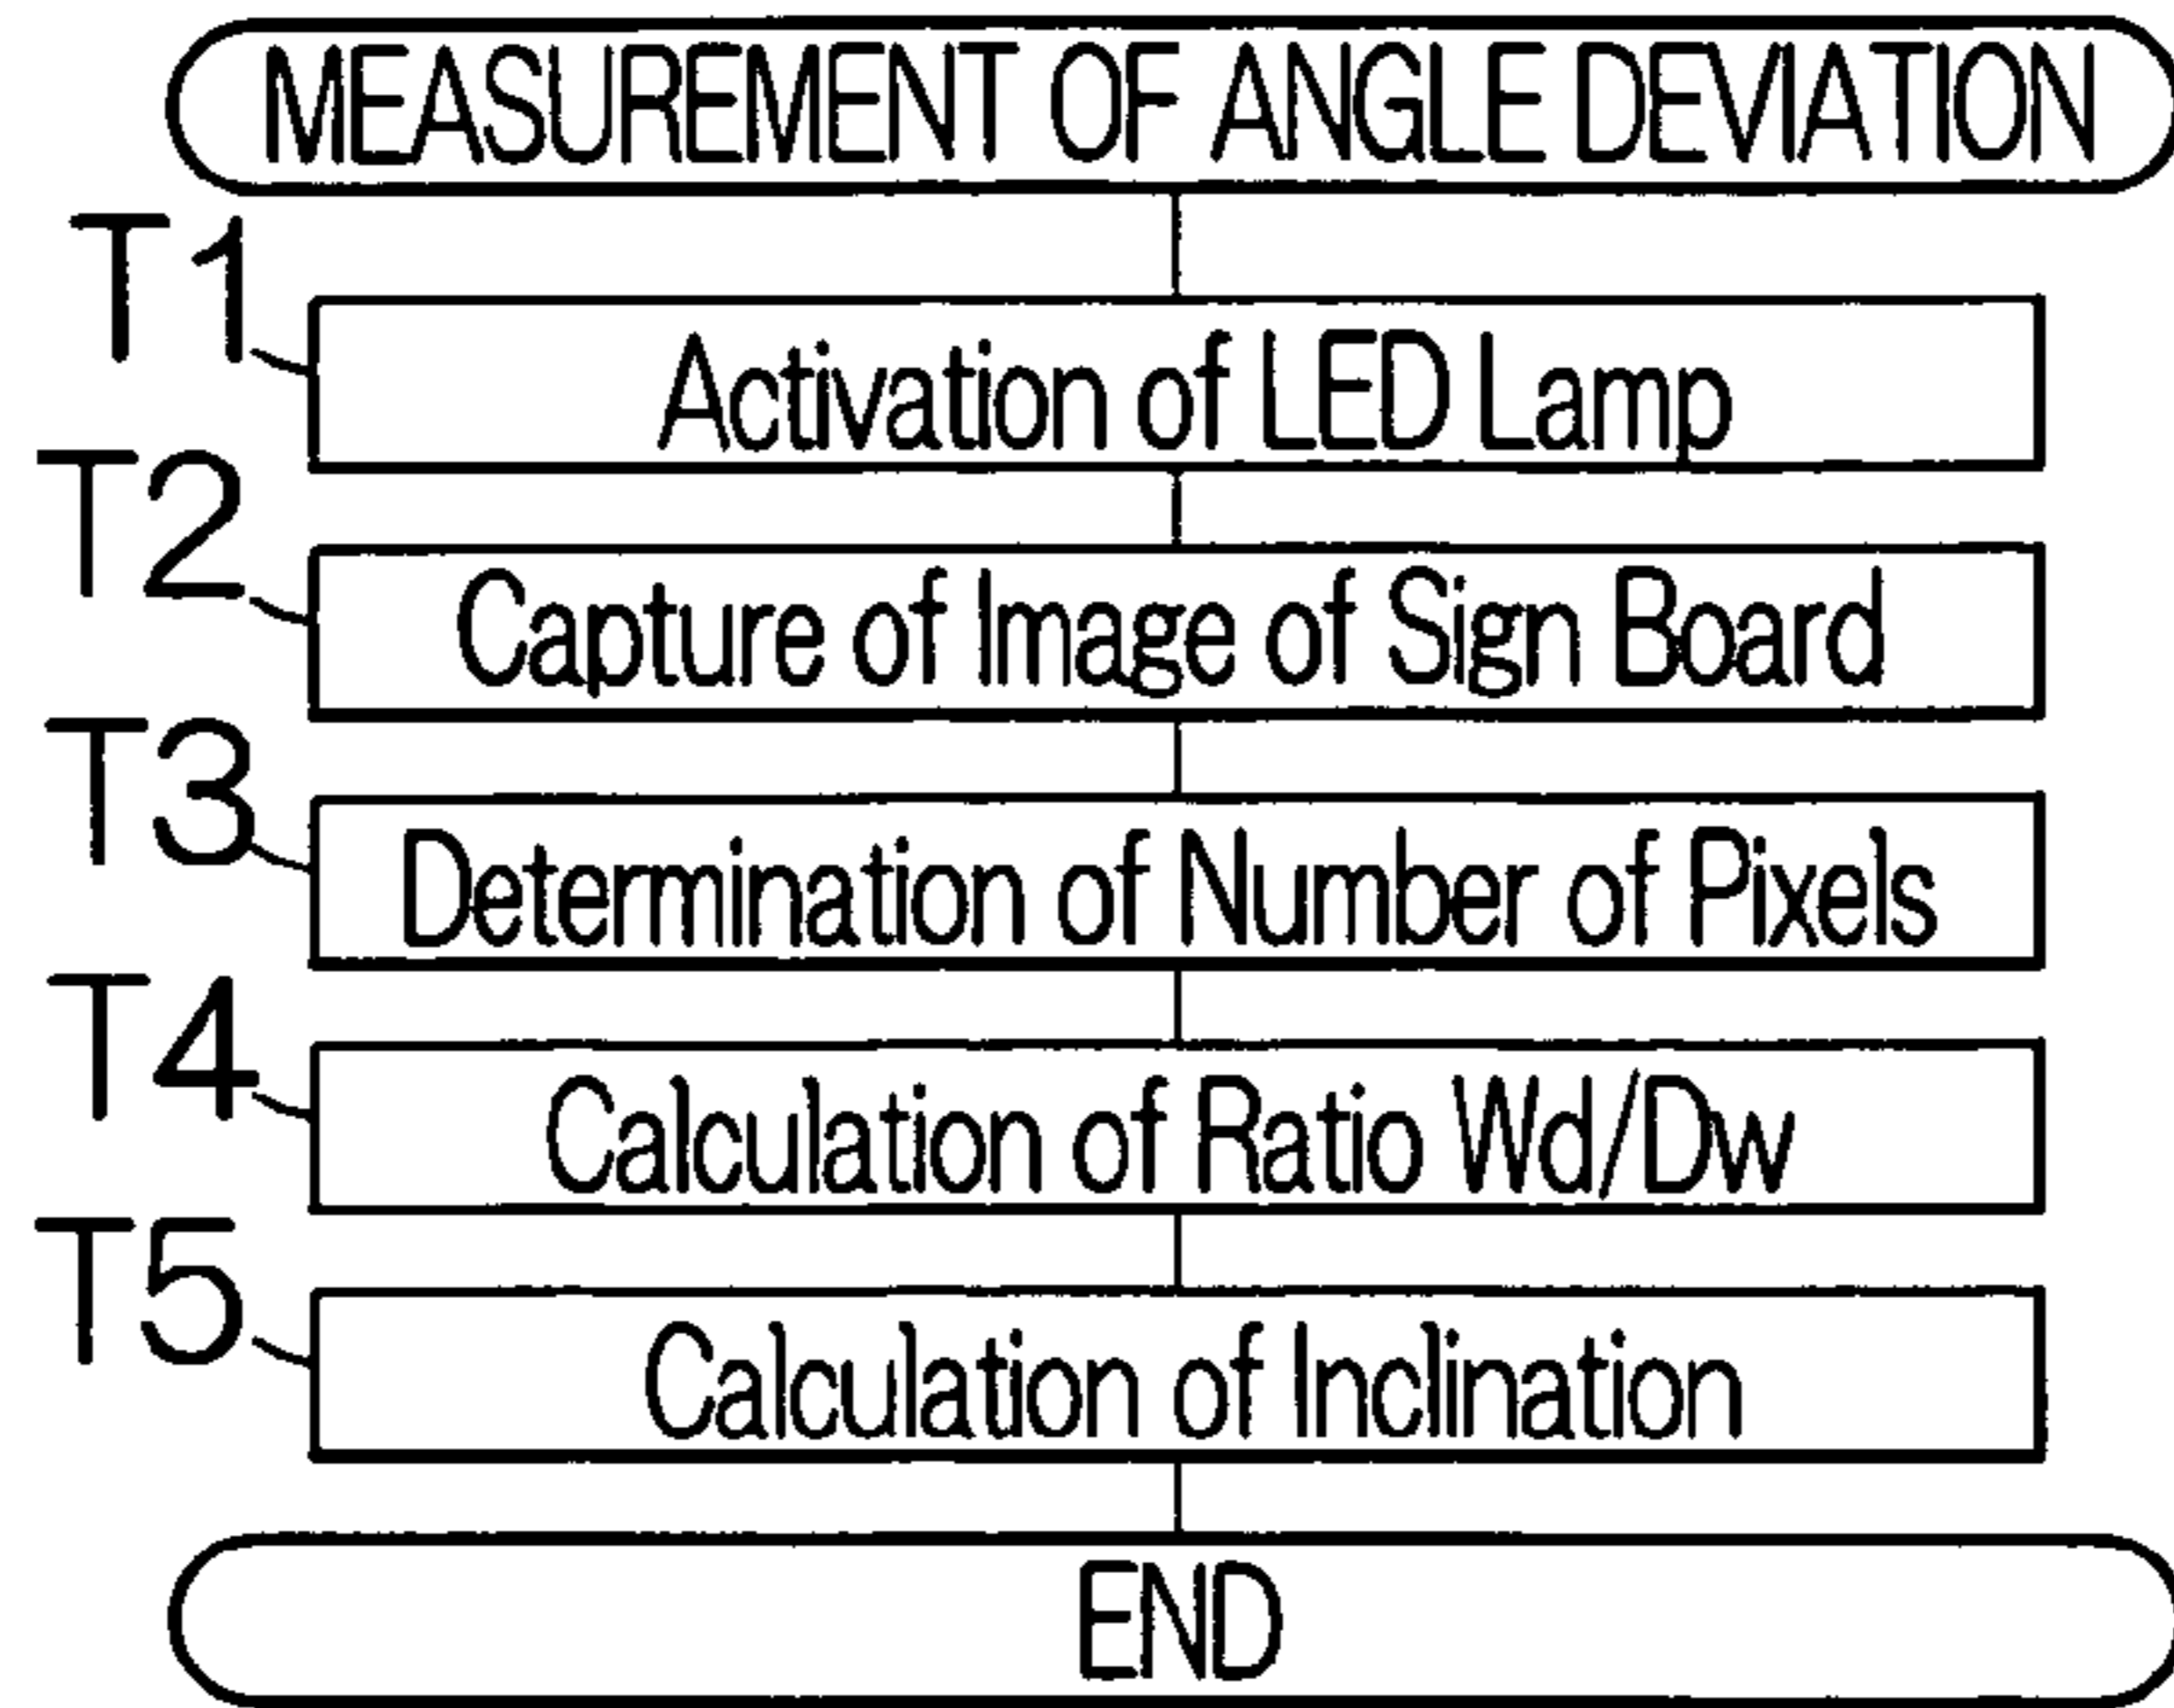 MEASUREMENT OF ANGLE DEVIATION
T1
Activation of LED Lamp
T2
Capture of Image of Sign Board
T3
Determination of Number of Pixels
T4
Calculation of Ratio Wd/Dw
T5
Calculation of Inclination
END